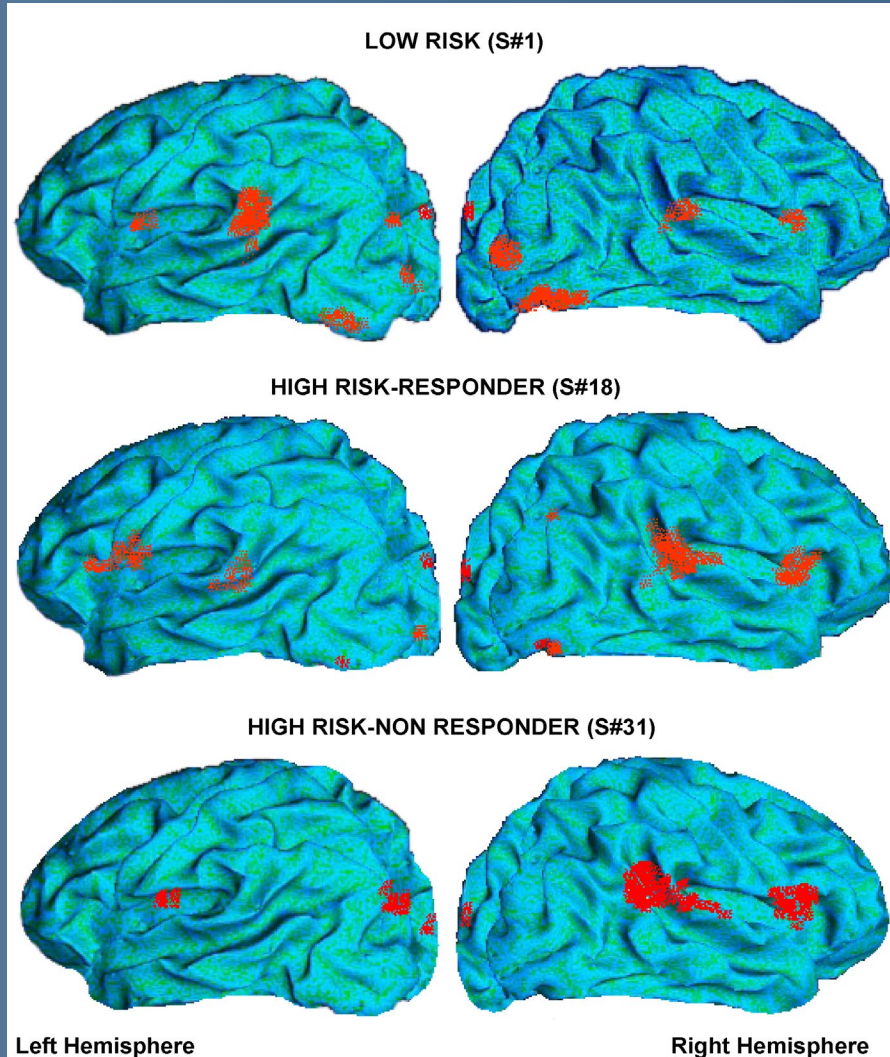 LOW RISK (S#1)
HIGH RISK-RESPONDER (S#18)
HIGH RISK-NON RESPONDER (S#31)
Left Hemisphere
Right Hemisphere